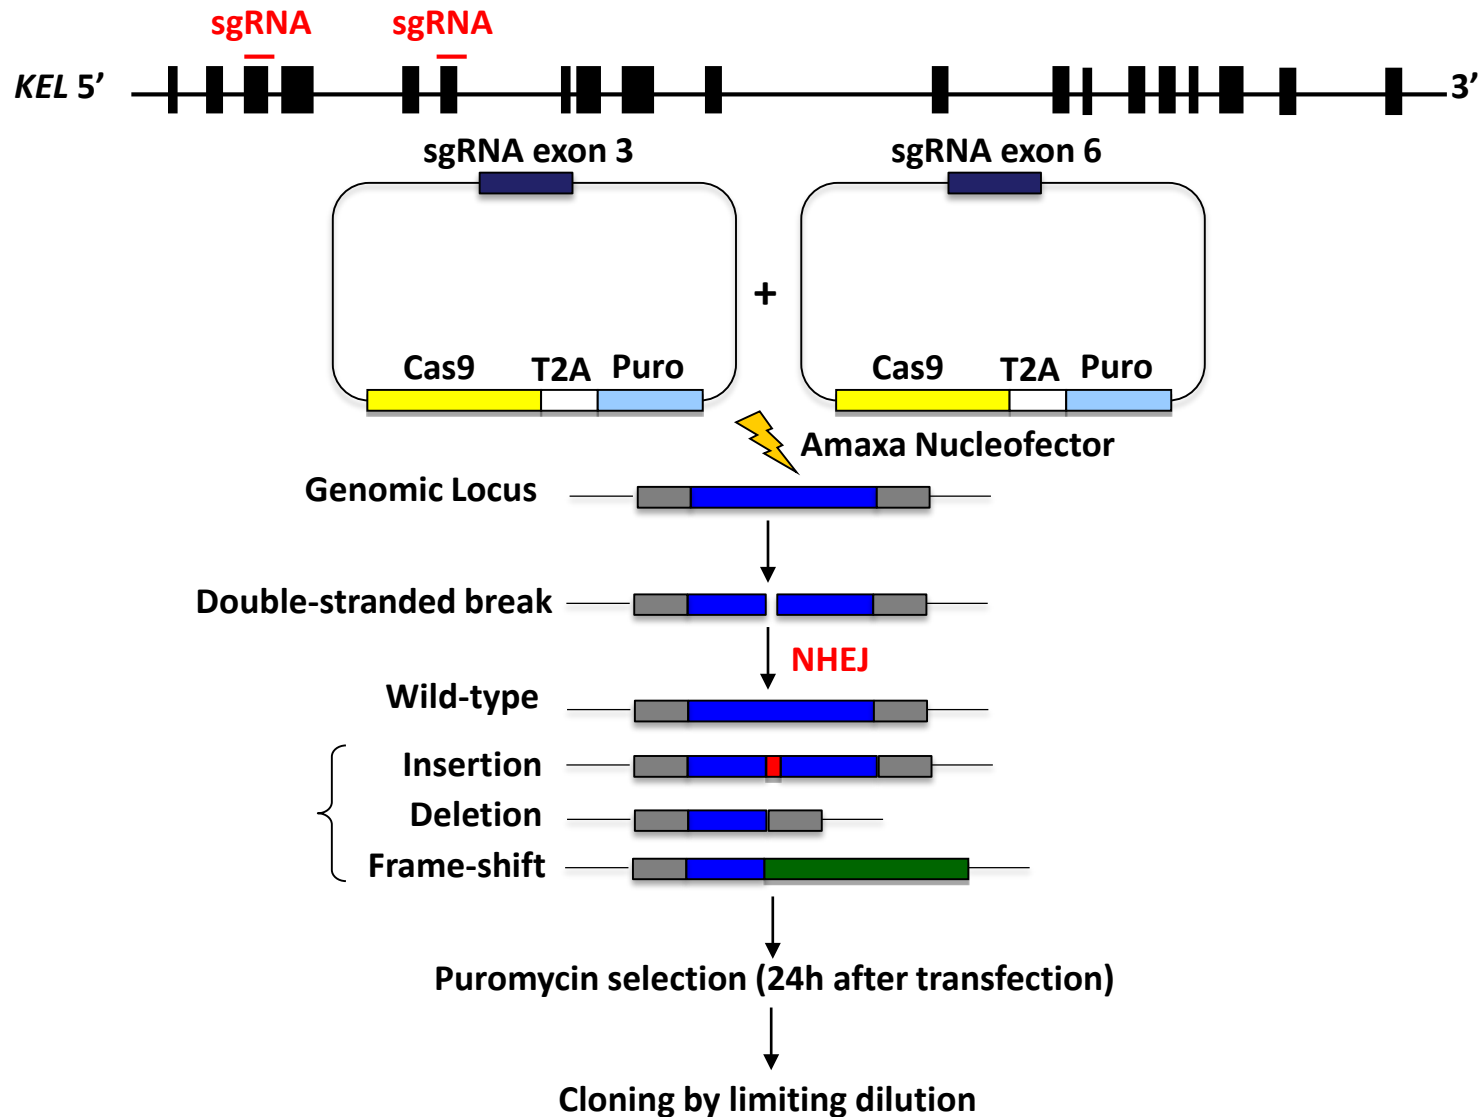 sgRNA sgRNA
KEL 5’ 3’
sgRNA exon 3 sgRNA exon 6
+
Cas9 T2A Puro Cas9 T2A Puro
Amaxa Nucleofector
Genomic Locus
Double-stranded break
NHEJ
Wild-type
Insertion
Deletion
Frame-shift
Puromycin selection (24h after transfection)
Cloning by limiting dilution